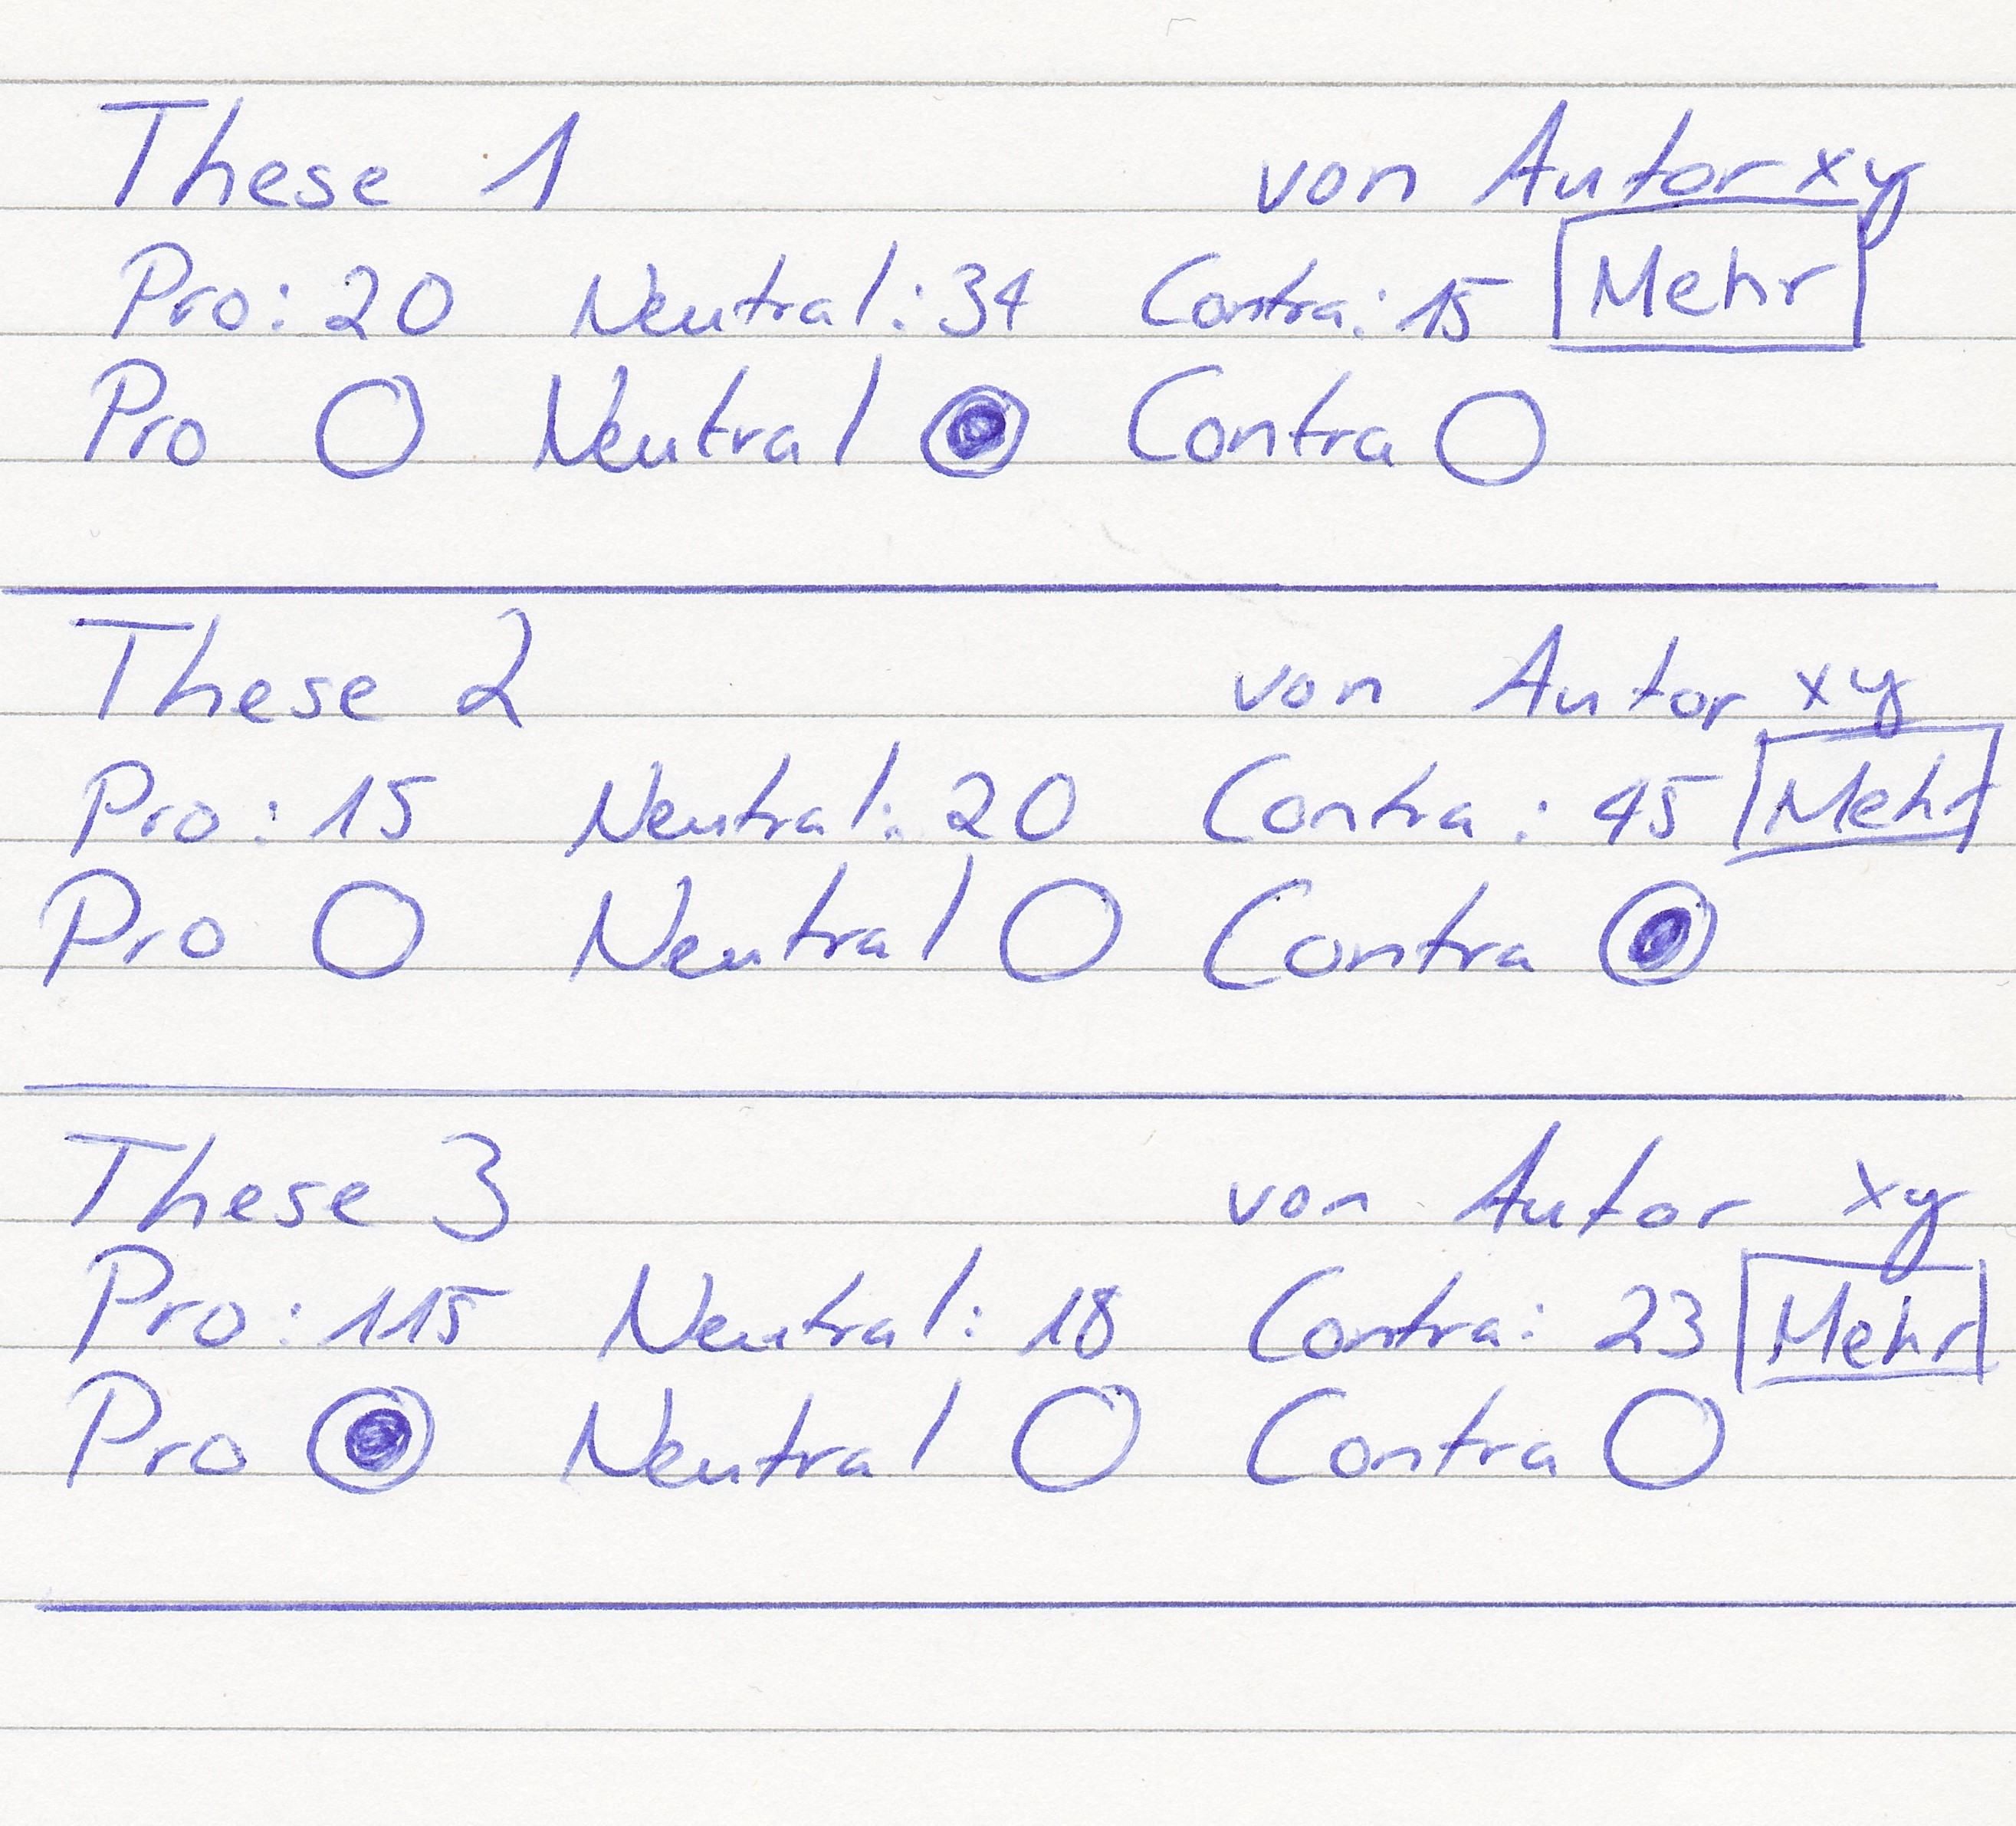 These 1 von Autor xy
Pro: 20 Neutral: 34 Contra: 15 Mehr
Pro Neutral Contra
These 2 von Autor xy
Pro: 15 Neutral: 20 Contra: 45 Mehr
Pro Neutral Contra
These 3 von Autor xy
Pro: 115 Neutral: 18 Contra: 23 Mehr
Pro Neutral Contra